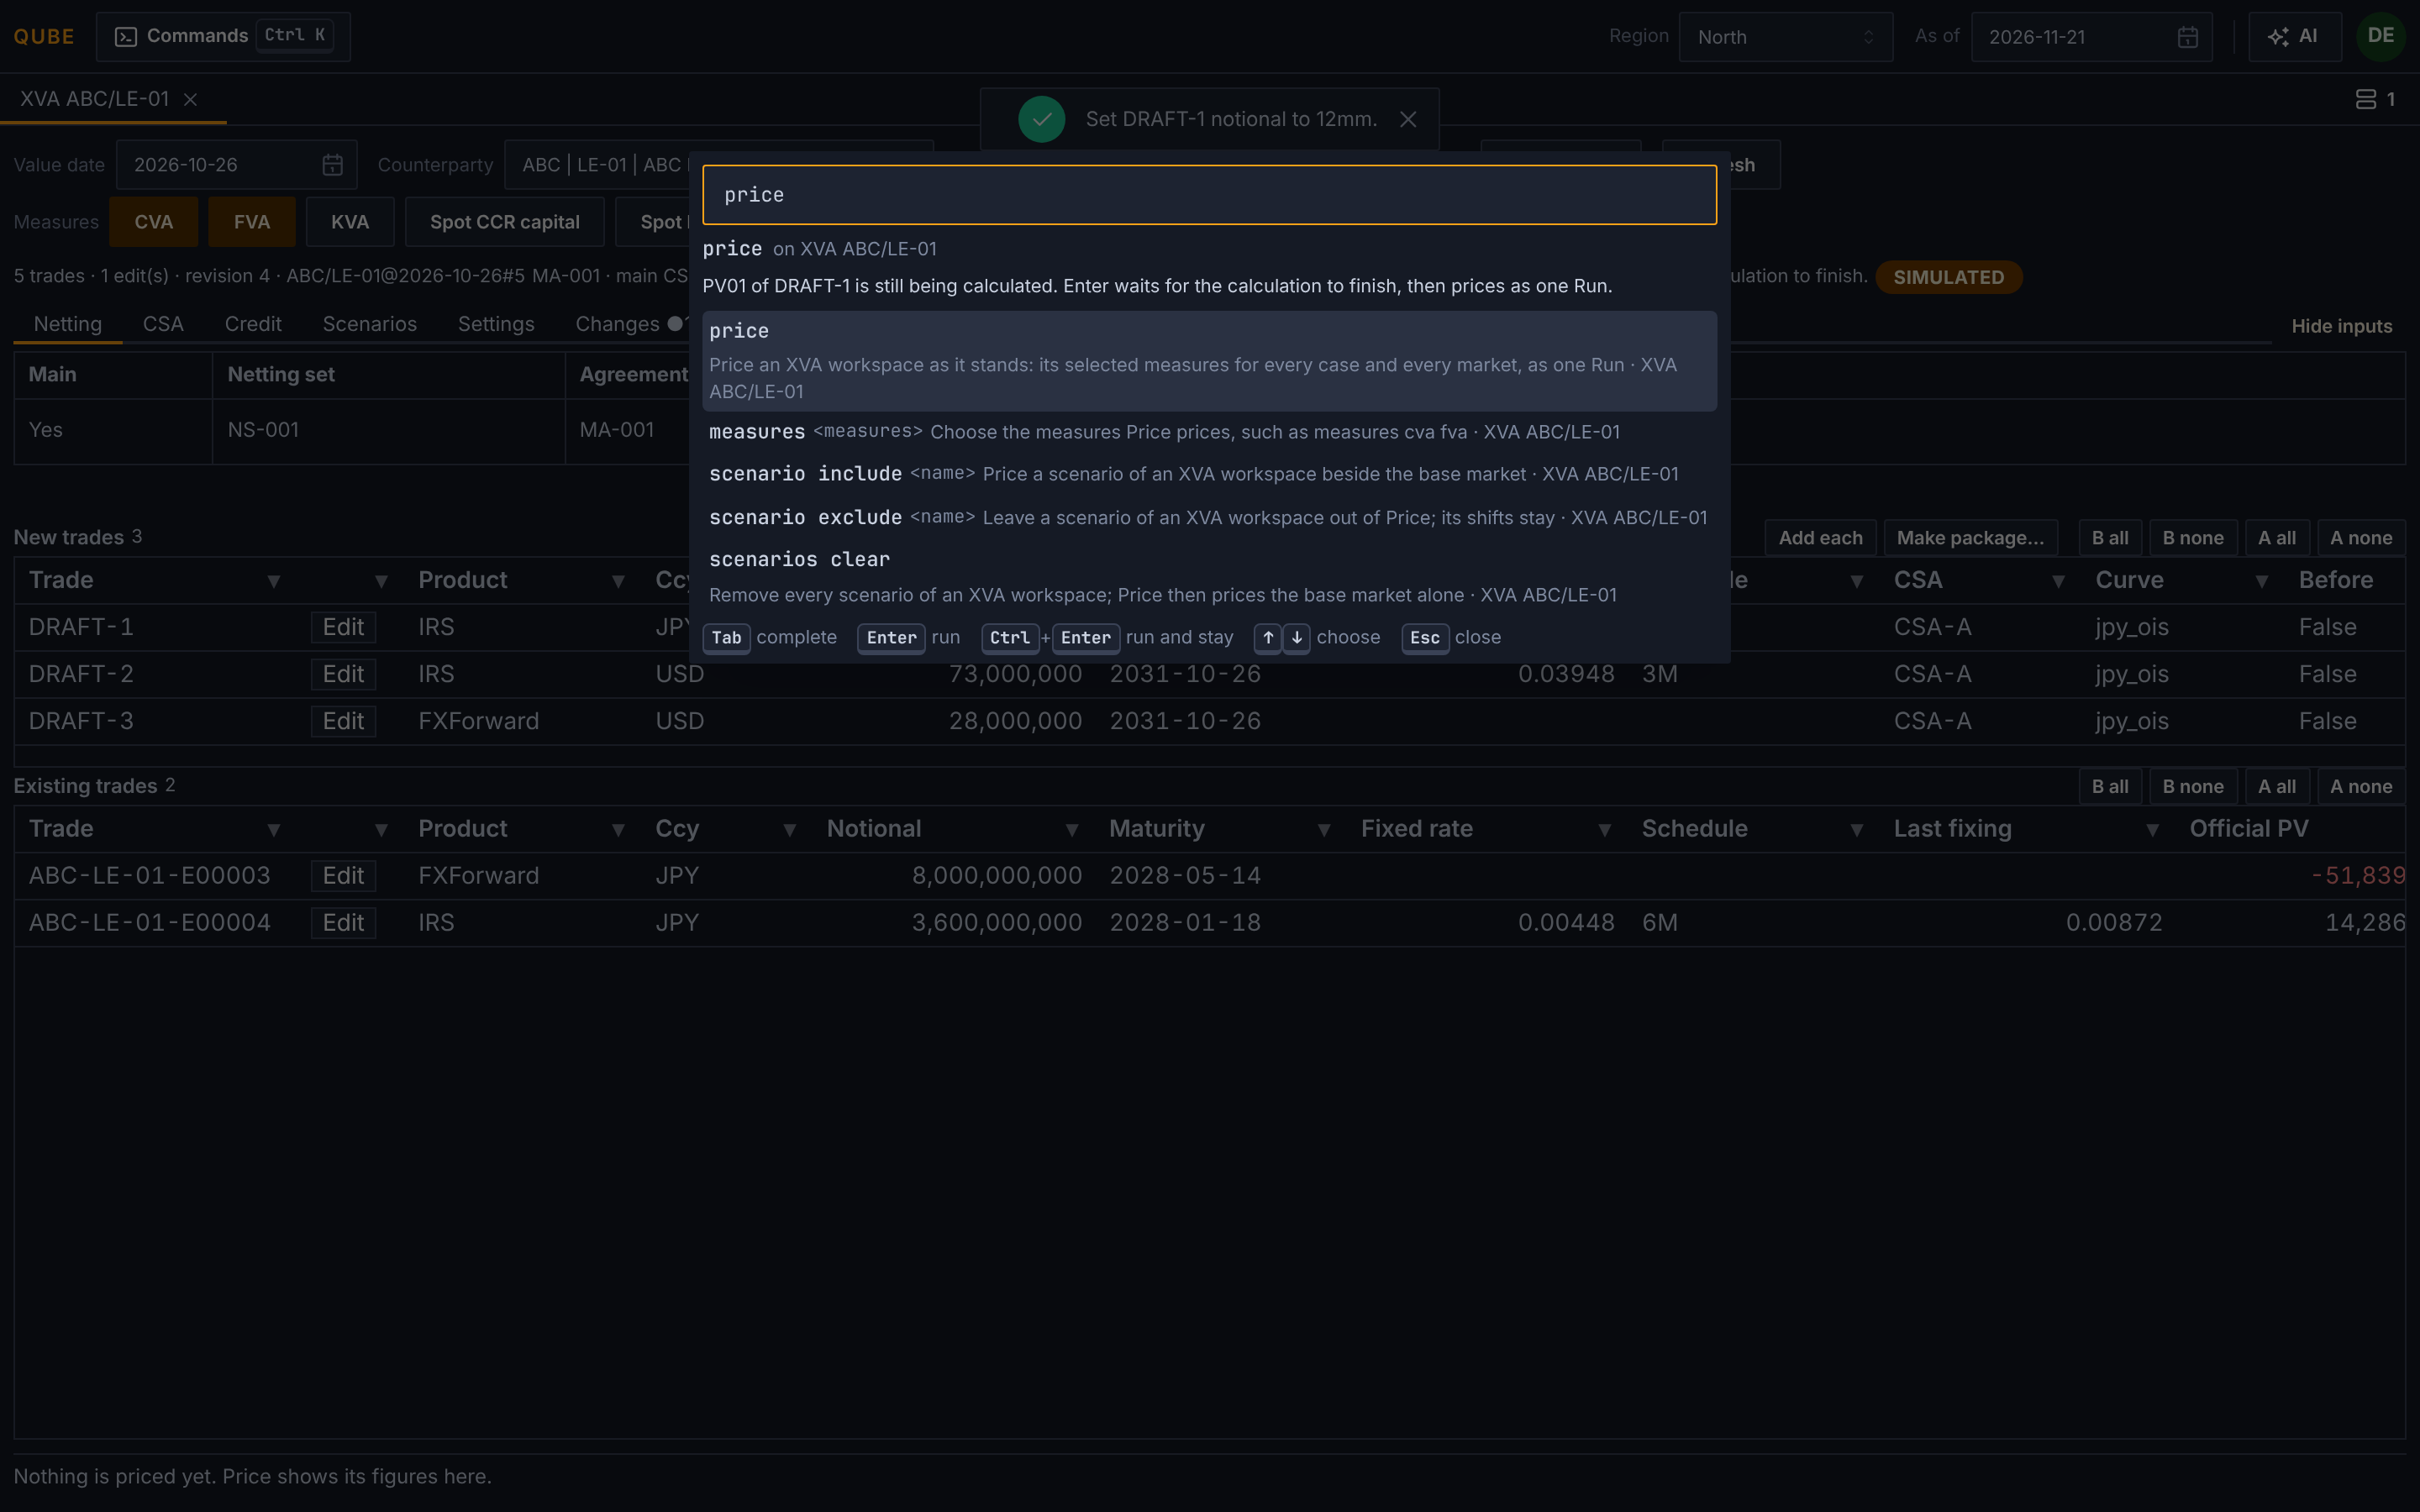 QUBE Commands Ctrl K Region North As of 2026-11-21 AI DE
XVA ABC/LE-01 1
Set DRAFT-1 notional to 12mm.
Value date 2026-10-26 Counterparty ABC | LE-01 | ABC
Measures CVA FVA KVA Spot CCR capital Spot
5 trades · 1 edit(s) · revision 4 · ABC/LE-01@2026-10-26#5 MA-001 · main CS
ulation to finish. SIMULATED
Netting CSA Credit Scenarios Settings Changes Hide inputs
Main Netting set Agreement
Yes NS-001 MA-001
price
price on XVA ABC/LE-01
PV01 of DRAFT-1 is still being calculated. Enter waits for the calculation to finish, then prices as one Run.
price
Price an XVA workspace as it stands: its selected measures for every case and every market, as one Run · XVA
ABC/LE-01
measures <measures> Choose the measures Price prices, such as measures cva fva · XVA ABC/LE-01
scenario include <name> Price a scenario of an XVA workspace beside the base market · XVA ABC/LE-01
scenario exclude <name> Leave a scenario of an XVA workspace out of Price; its shifts stay · XVA ABC/LE-01
scenarios clear
Remove every scenario of an XVA workspace; Price then prices the base market alone · XVA ABC/LE-01
Tab complete Enter run Ctrl+Enter run and stay ↑ ↓ choose Esc close
New trades 3 Add each Make package... B all B none A all A none
Trade Product Ccy CSA Curve Before
DRAFT-1 Edit IRS JPY CSA-A jpy_ois False
DRAFT-2 Edit IRS USD 73,000,000 2031-10-26 0.03948 3M CSA-A jpy_ois False
DRAFT-3 Edit FXForward USD 28,000,000 2031-10-26 CSA-A jpy_ois False
Existing trades 2 B all B none A all A none
Trade Product Ccy Notional Maturity Fixed rate Schedule Last fixing Official PV
ABC-LE-01-E00003 Edit FXForward JPY 8,000,000,000 2028-05-14 -51,839
ABC-LE-01-E00004 Edit IRS JPY 3,600,000,000 2028-01-18 0.00448 6M 0.00872 14,286
Nothing is priced yet. Price shows its figures here.